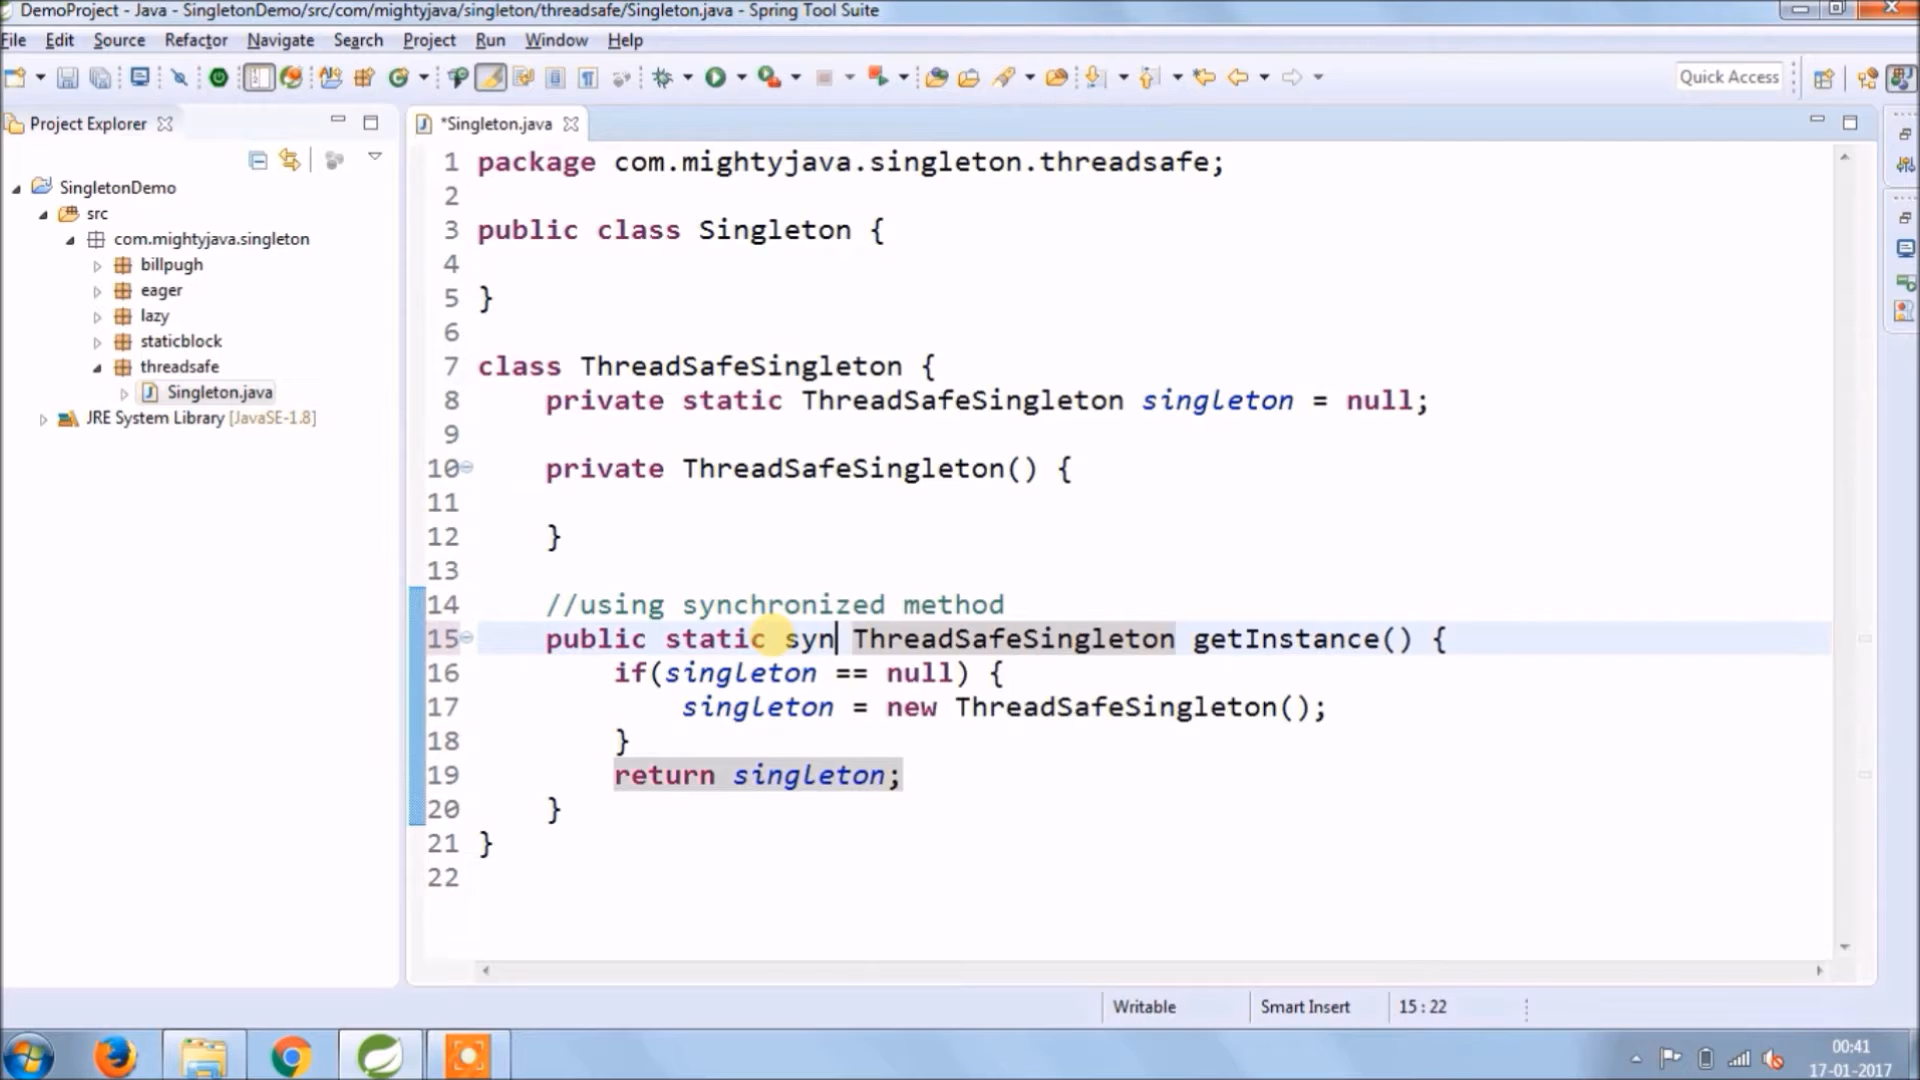 DemoProject - Java - SingletonDemo/src/com/mightyjava/singleton/threadsafe/Singleton.java - Spring Tool Suite
File Edit Source Refactor Navigate Search Project Run Window Help
Quick Access
Project Explorer
SingletonDemo
src
com.mightyjava.singleton
billpugh
eager
lazy
staticblock
threadsafe
Singleton.java
JRE System Library [JavaSE-1.8]
*Singleton.java
1 package com.mightyjava.singleton.threadsafe;
2
3 public class Singleton {
4
5 }
6
7 class ThreadSafeSingleton {
8 private static ThreadSafeSingleton singleton = null;
9
10 private ThreadSafeSingleton() {
11
12 }
13
14 //using synchronized method
15 public static syn ThreadSafeSingleton getInstance() {
16 if(singleton == null) {
17 singleton = new ThreadSafeSingleton();
18 }
19 return singleton;
20 }
21 }
22
Writable Smart Insert 15 : 22
00:41
17-01-2017